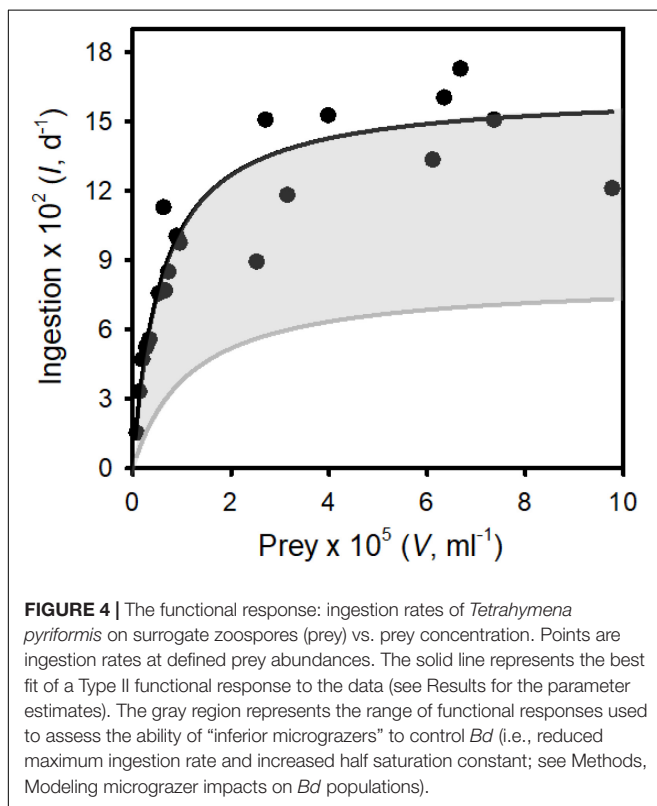 18
15
12
9
6
3
0
Ingestion x 10² (I, d⁻¹)
0 2 4 6 8 10
Prey x 10⁵ (V, ml⁻¹)
FIGURE 4 | The functional response: ingestion rates of Tetrahymena
pyriformis on surrogate zoospores (prey) vs. prey concentration. Points are
ingestion rates at defined prey abundances. The solid line represents the best
fit of a Type II functional response to the data (see Results for the parameter
estimates). The gray region represents the range of functional responses used
to assess the ability of “inferior micrograzers” to control Bd (i.e., reduced
maximum ingestion rate and increased half saturation constant; see Methods,
Modeling micrograzer impacts on Bd populations).